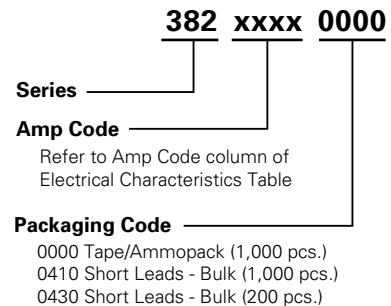 382 xxxx 0000
Series
Amp Code
Refer to Amp Code column of
Electrical Characteristics Table
Packaging Code
0000 Tape/Ammopack (1,000 pcs.)
0410 Short Leads - Bulk (1,000 pcs.)
0430 Short Leads - Bulk (200 pcs.)